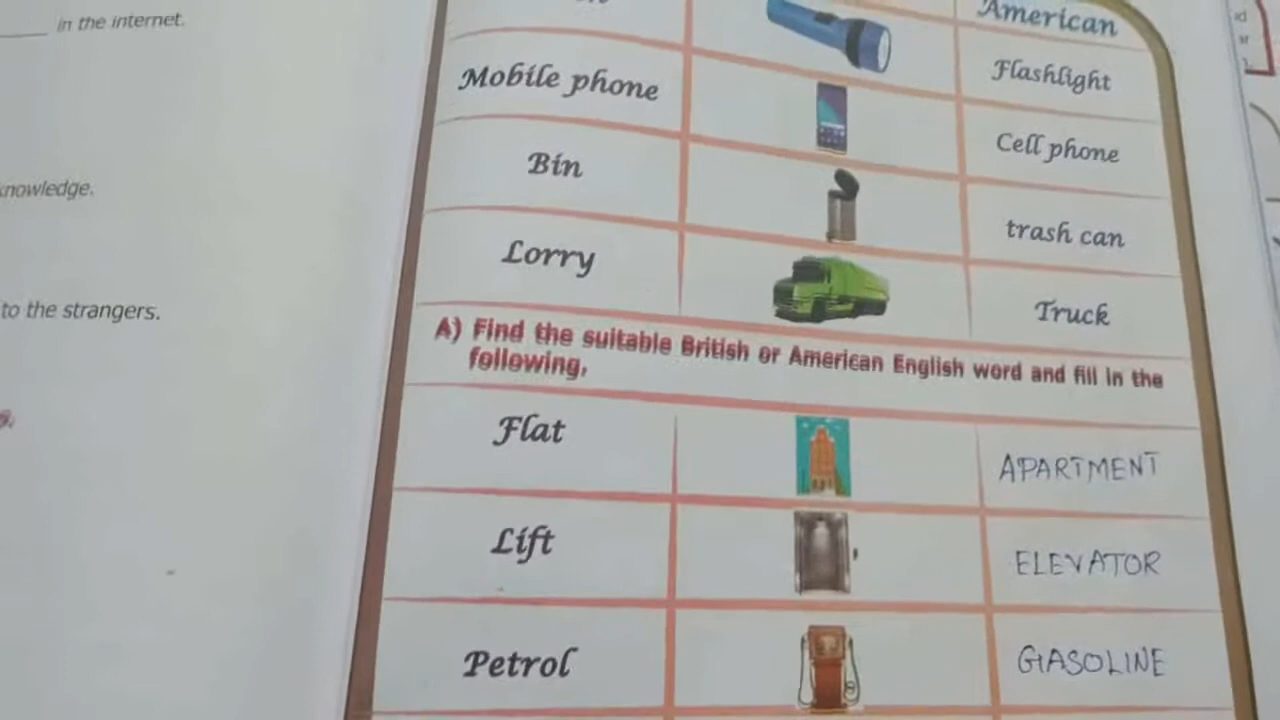 in the internet.
knowledge.
to the strangers.
American
Flashlight
Mobile phone
Cell phone
Bin
trash can
Lorry
Truck
A) Find the suitable British or American English word and fill in the
following,
Flat
APARTMENT
Lift
ELEVATOR
Petrol
GASOLINE